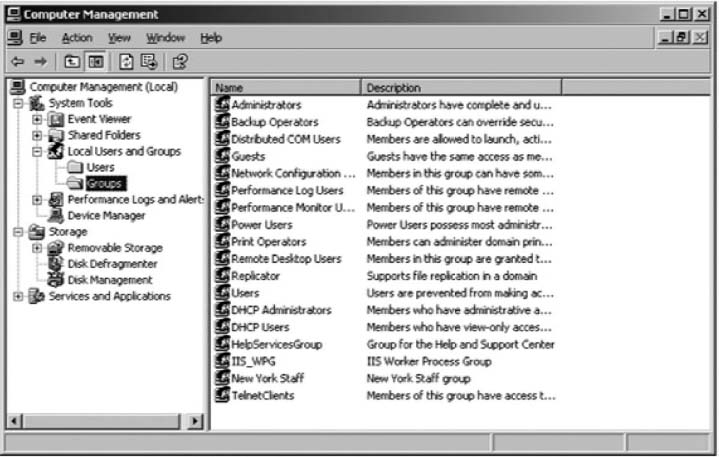 Computer Management
File Action View Window Help
Computer Management (Local)
System Tools
Event Viewer
Shared Folders
Local Users and Groups
Users
Groups
Performance Logs and Alert
Device Manager
Storage
Removable Storage
Disk Defragmenter
Disk Management
Services and Applications
Name Description
Administrators Administrators have complete and u...
Backup Operators Backup Operators can override secu...
Distributed COM Users Members are allowed to launch, acti...
Guests Guests have the same access as me...
Network Configuration ... Members in this group can have som...
Performance Log Users Members of this group have remote ...
Performance Monitor U... Members of this group have remote ...
Power Users Power Users possess most administr...
Print Operators Members can administer domain prin...
Remote Desktop Users Members in this group are granted t...
Replicator Supports file replication in a domain
Users Users are prevented from making ac...
DHCP Administrators Members who have administrative a...
DHCP Users Members who have view-only acces...
HelpServicesGroup Group for the Help and Support Center
IIS_WPG IIS Worker Process Group
New York Staff New York Staff group
TelnetClients Members of this group have access t...